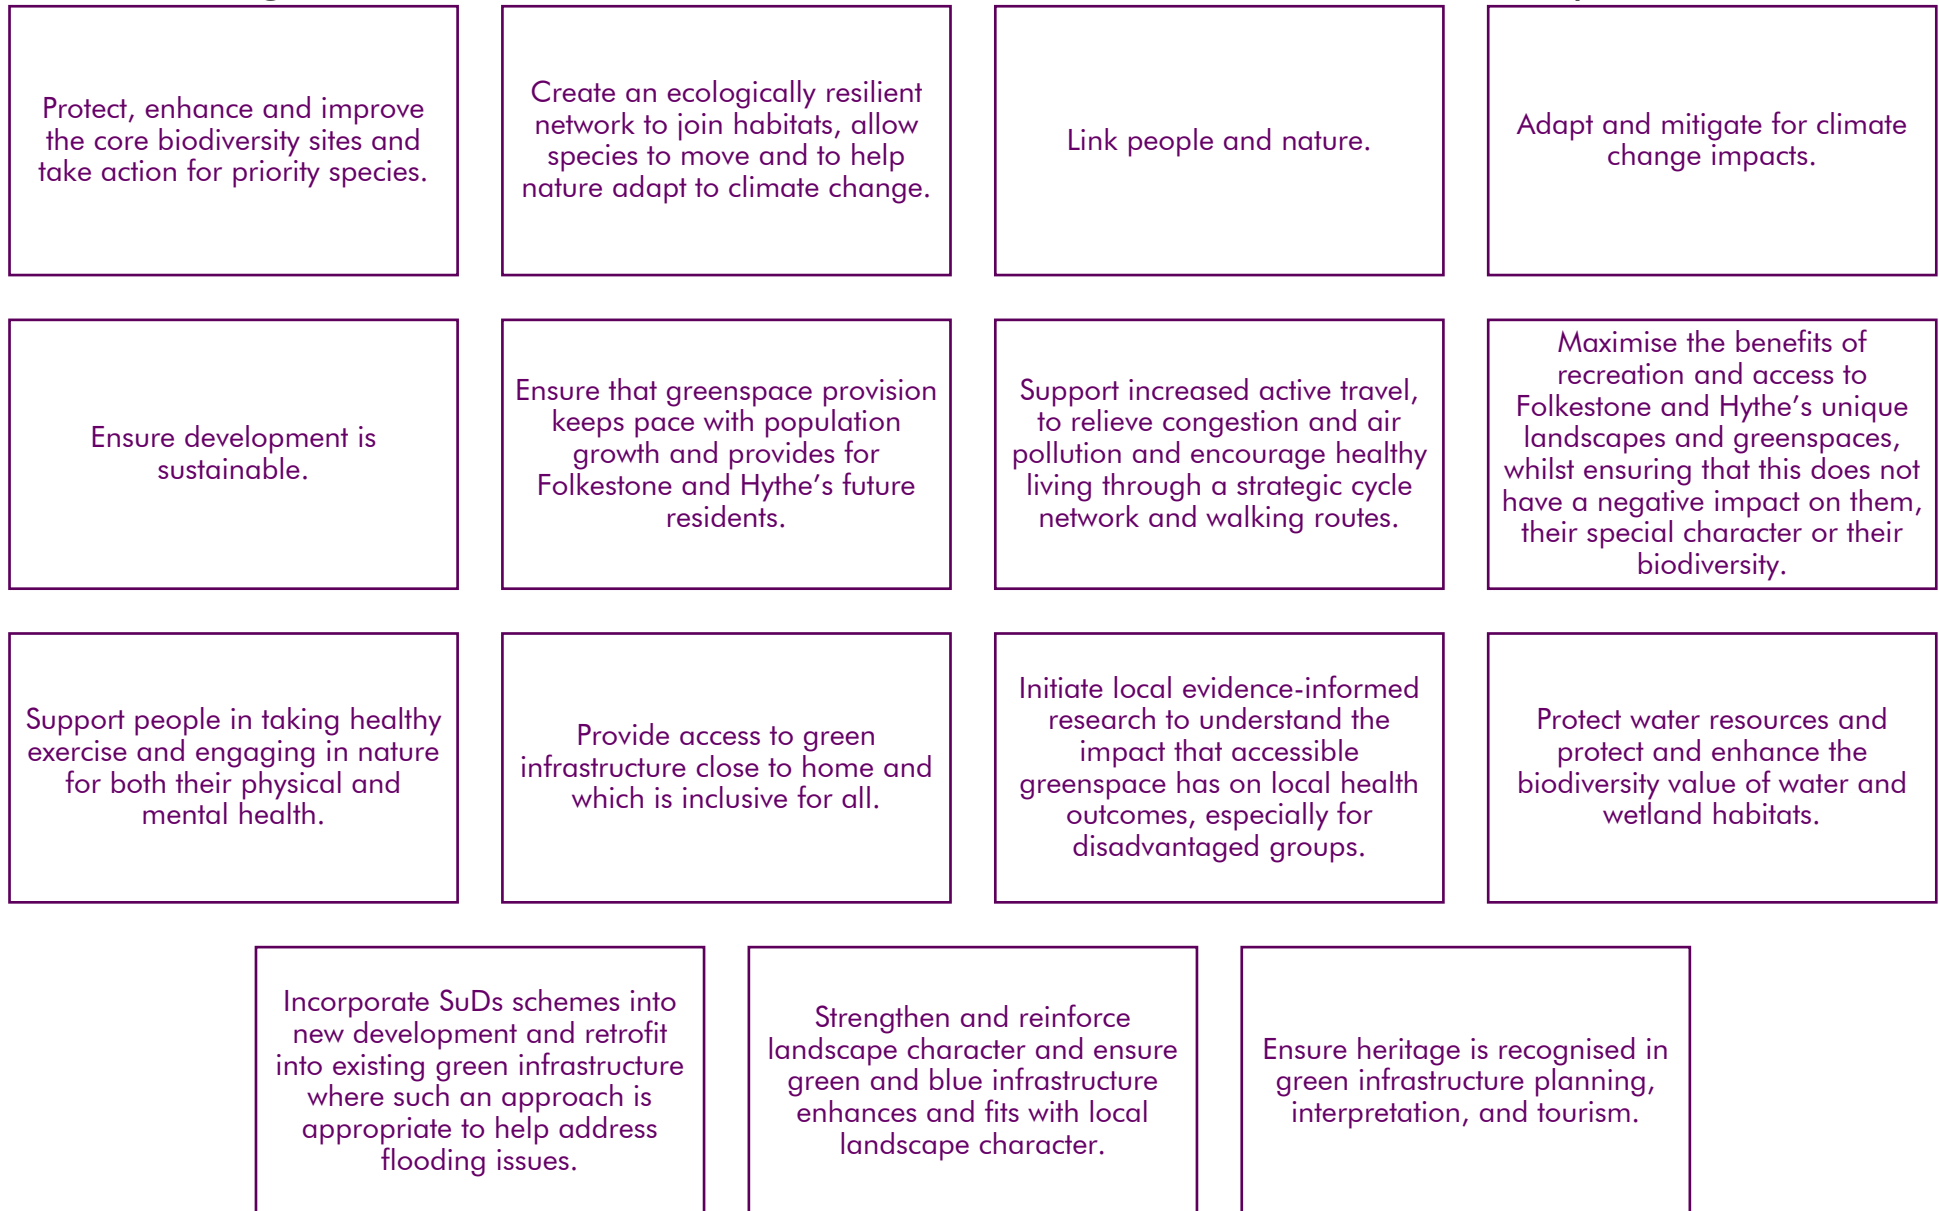 Protect, enhance and improve
the core biodiversity sites and
take action for priority species.
Create an ecologically resilient
network to join habitats, allow
species to move and to help
nature adapt to climate change.
Link people and nature.
Adapt and mitigate for climate
change impacts.
Ensure development is
sustainable.
Ensure that greenspace provision
keeps pace with population
growth and provides for
Folkestone and Hythe’s future
residents.
Support increased active travel,
to relieve congestion and air
pollution and encourage healthy
living through a strategic cycle
network and walking routes.
Maximise the benefits of
recreation and access to
Folkestone and Hythe’s unique
landscapes and greenspaces,
whilst ensuring that this does not
have a negative impact on them,
their special character or their
biodiversity.
Support people in taking healthy
exercise and engaging in nature
for both their physical and
mental health.
Provide access to green
infrastructure close to home and
which is inclusive for all.
Initiate local evidence-informed
research to understand the
impact that accessible
greenspace has on local health
outcomes, especially for
disadvantaged groups.
Protect water resources and
protect and enhance the
biodiversity value of water and
wetland habitats.
Incorporate SuDs schemes into
new development and retrofit
into existing green infrastructure
where such an approach is
appropriate to help address
flooding issues.
Strengthen and reinforce
landscape character and ensure
green and blue infrastructure
enhances and fits with local
landscape character.
Ensure heritage is recognised in
green infrastructure planning,
interpretation, and tourism.